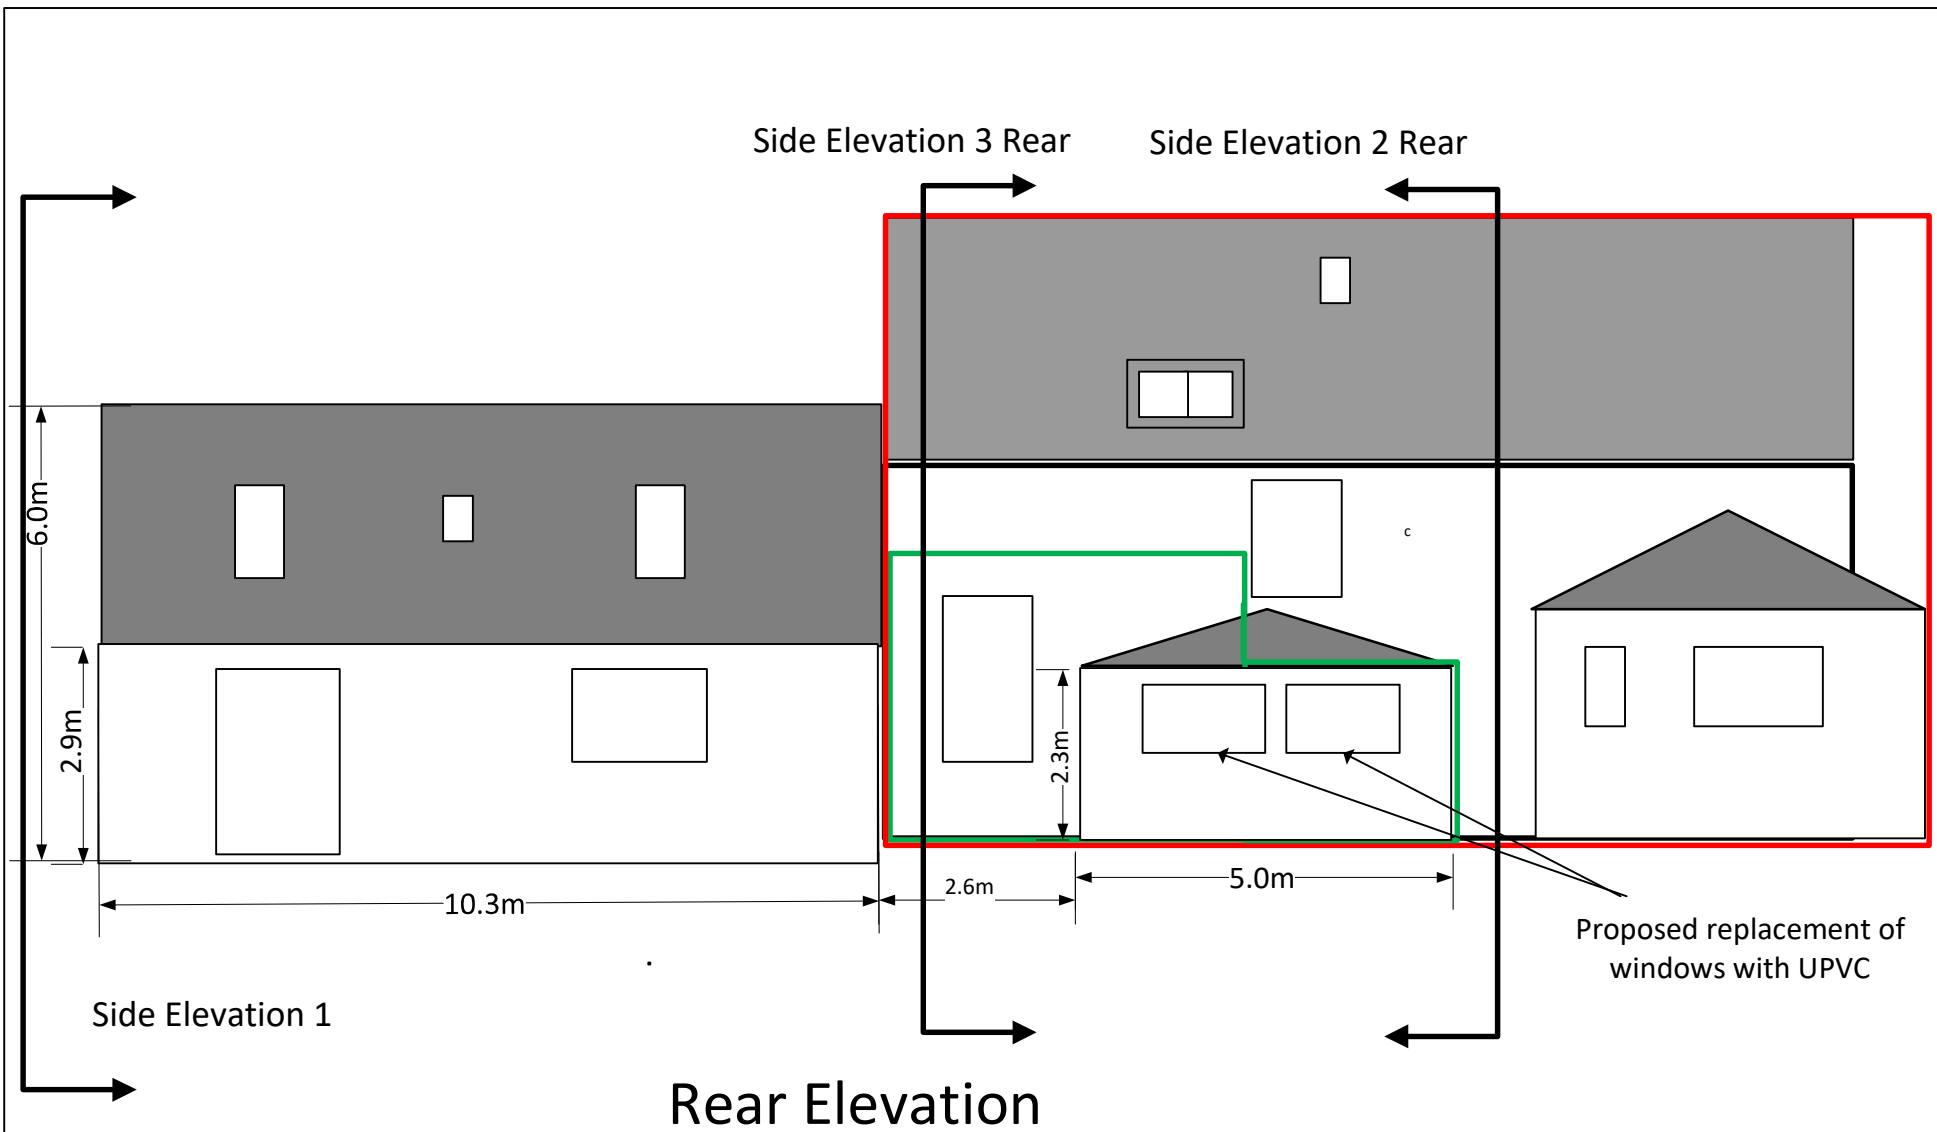 Side Elevation 3 Rear
Side Elevation 2 Rear
6.0m
c
2.9m
2.3m
10.3m
2.6m
5.0m
Proposed replacement of
windows with UPVC
Side Elevation 1
Rear Elevation